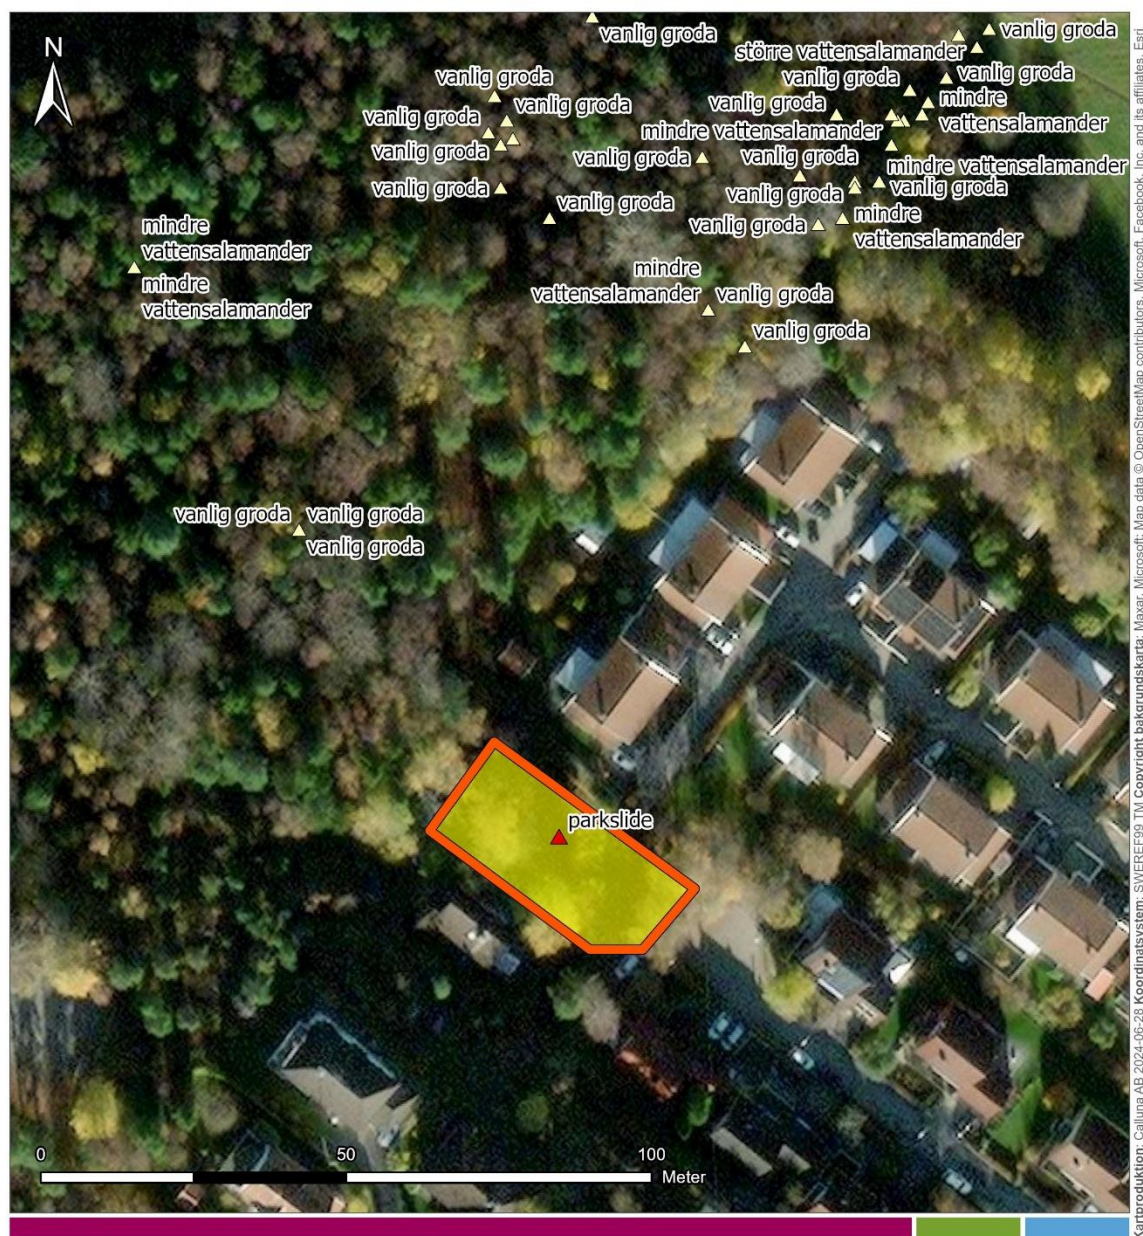 N
vanlig groda
vanlig groda
större vattensalamander
vanlig groda
vanlig groda
vanlig groda
vanlig groda
vanlig groda
mindre
vattensalamander
vanlig groda
mindre vattensalamander
vanlig groda
vanlig groda
vanlig groda
mindre vattensalamander
vanlig groda
vanlig groda
vanlig groda
vanlig groda
vanlig groda
mindre
vattensalamander
mindre
vattensalamander
mindre
vattensalamander
mindre
vattensalamander
vanlig groda
vanlig groda
vanlig groda
vanlig groda
vanlig groda
parkslide
0
50
100
Meter
Kartproduktion: Calluna AB 2024-06-28 Koordinatsystem: SWEREF99 TM Copyright bakgrundskarta: Maxar, Microsoft; Map data © OpenStreetMap contributors, Microsoft, Facebook, Inc. and its affiliates, Esri